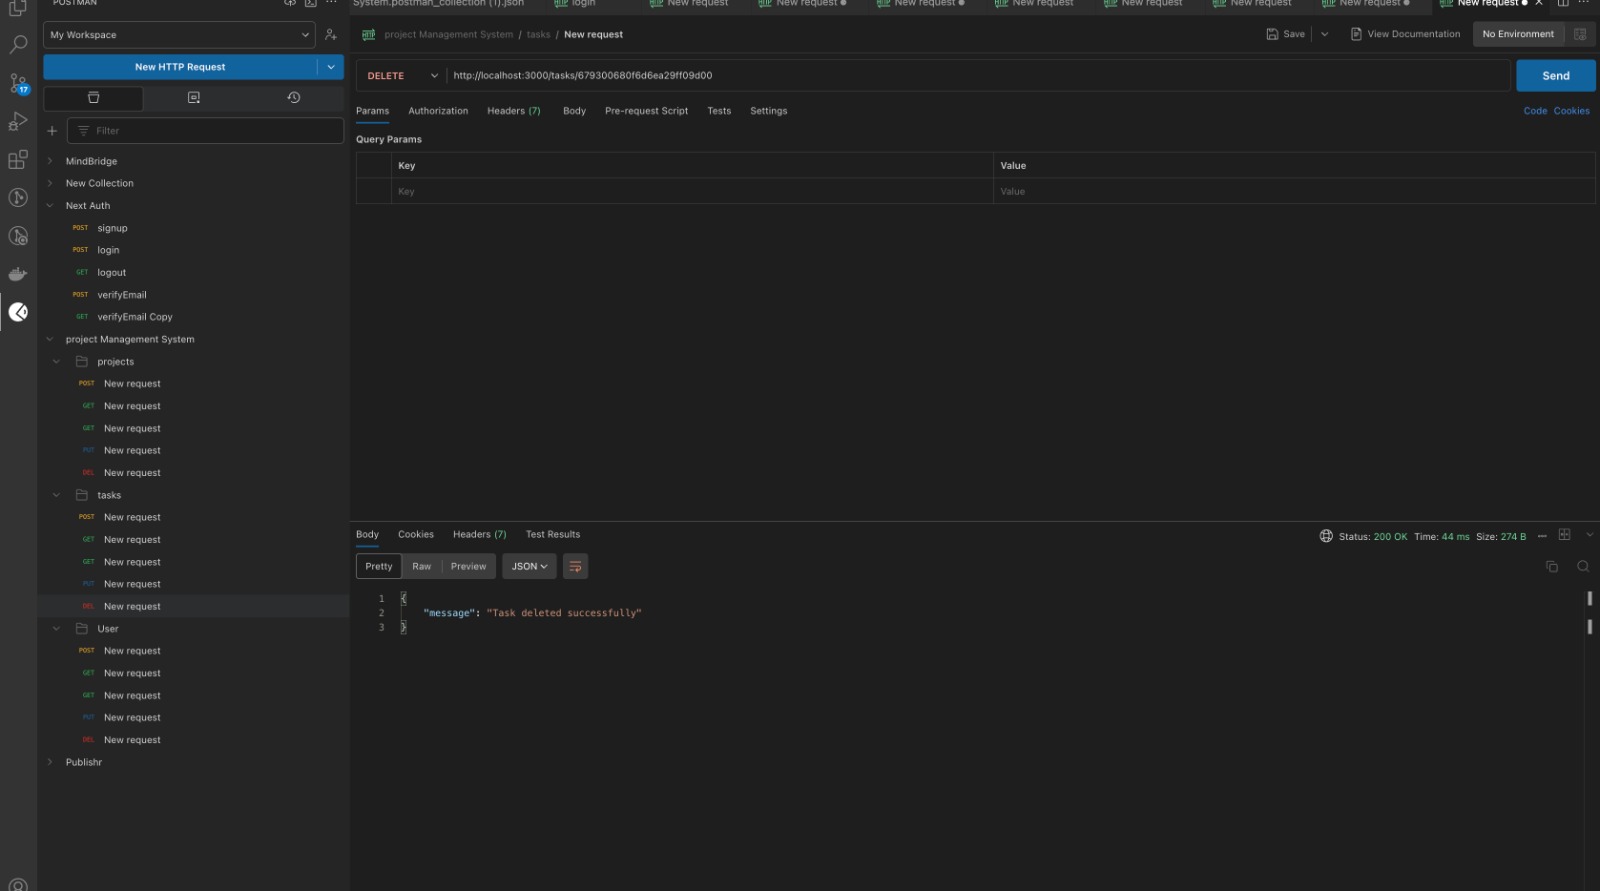 POSTMAN
System.postman_collection (1).json
login
New request
New request
New request
New request
New request
New request
New request
New request
My Workspace
project Management System / tasks / New request
Save
View Documentation
No Environment
New HTTP Request
DELETE
http://localhost:3000/tasks/679300680f6d6ea29ff09d00
Send
17
Params
Authorization
Headers (7)
Body
Pre-request Script
Tests
Settings
Code
Cookies
Filter
Query Params
Key
Value
Key
Value
MindBridge
New Collection
Next Auth
POST signup
POST login
GET logout
POST verifyEmail
GET verifyEmail Copy
project Management System
projects
POST New request
GET New request
GET New request
PUT New request
DEL New request
tasks
POST New request
GET New request
GET New request
PUT New request
DEL New request
User
POST New request
GET New request
GET New request
PUT New request
DEL New request
Publishr
Body
Cookies
Headers (7)
Test Results
Status: 200 OK Time: 44 ms Size: 274 B
Pretty
Raw
Preview
JSON
1 {
2 "message": "Task deleted successfully"
3 }